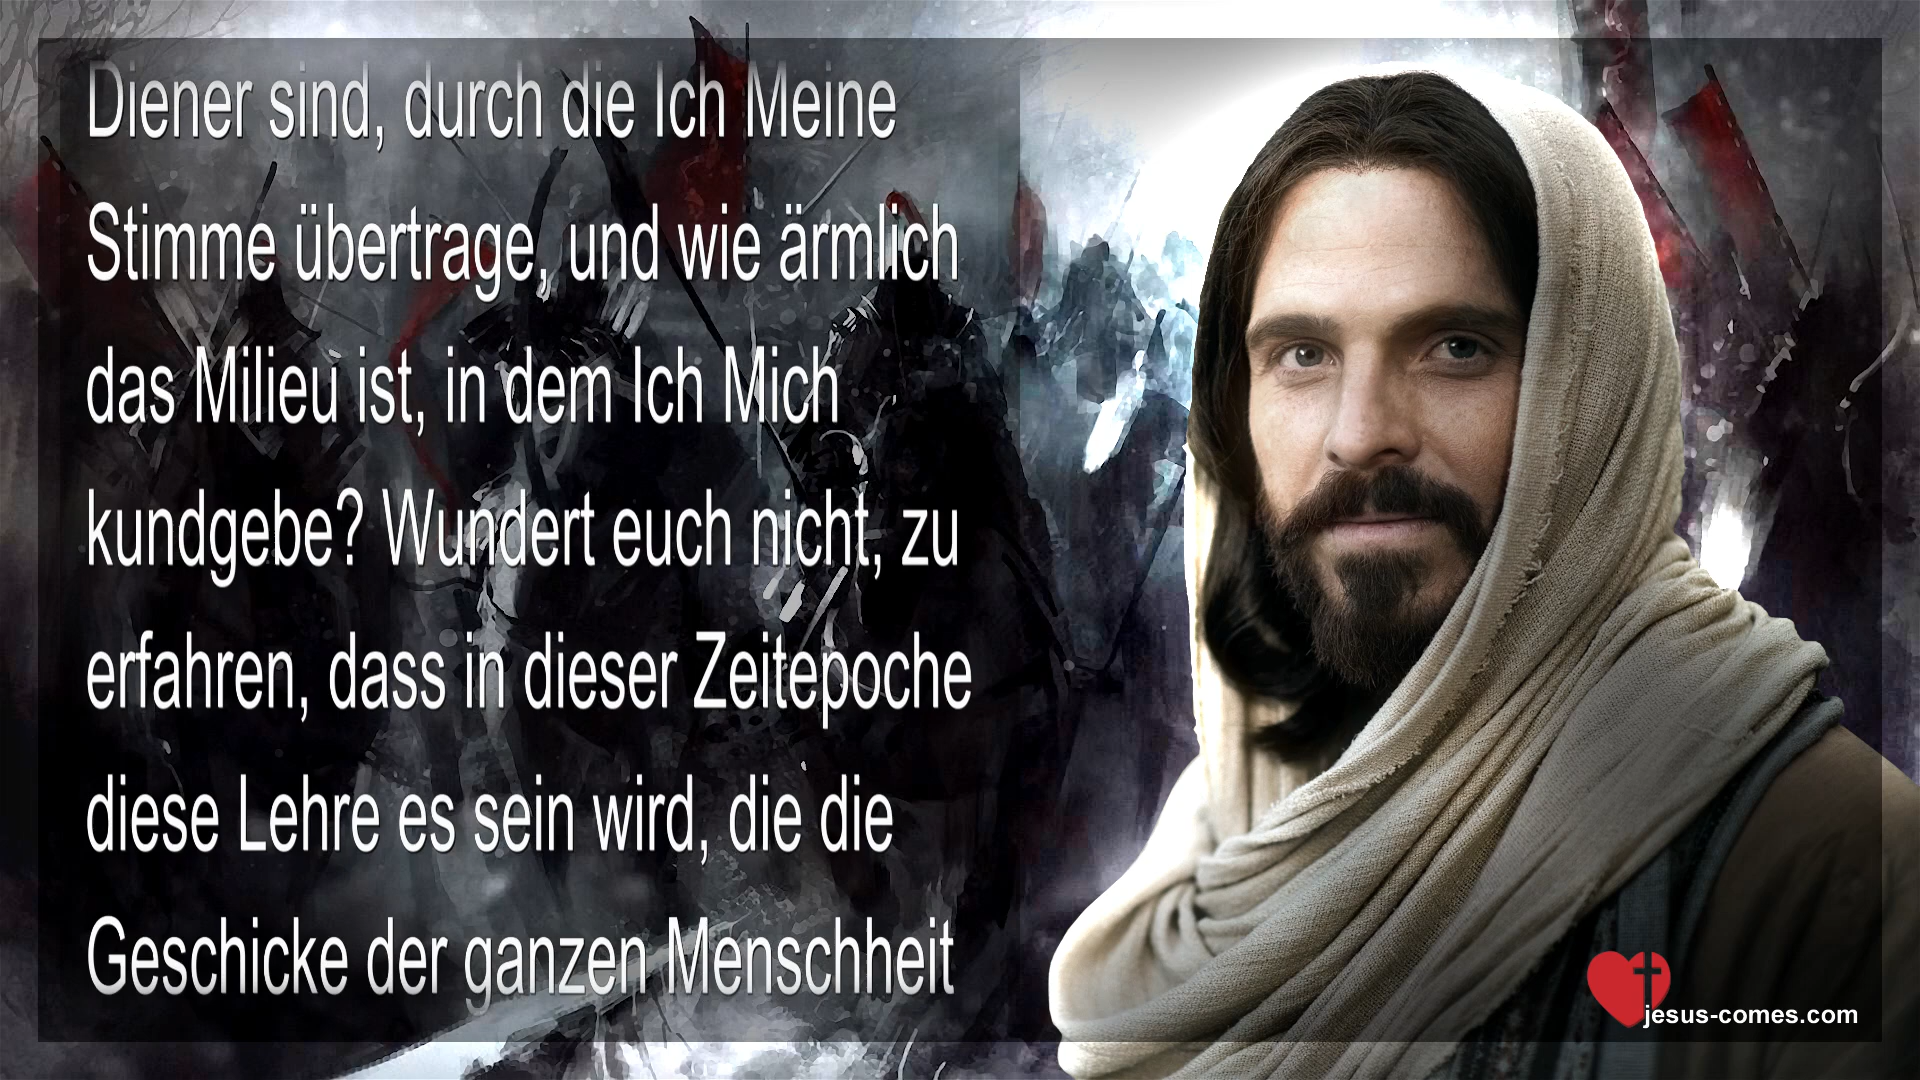 Diener sind, durch die Ich Meine
Stimme übertrage, und wie ärmlich
das Milieu ist, in dem Ich Mich
kundgebe? Wundert euch nicht, zu
erfahren, dass in dieser Zeitepoche
diese Lehre es sein wird, die die
Geschicke der ganzen Menschheit
jesus-comes.com